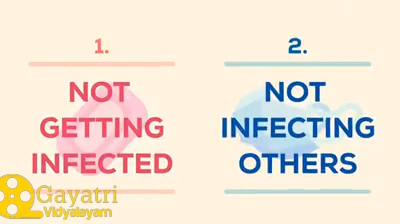 1.
NOT
GETTING
INFECTED
2.
NOT
INFECTING
OTHERS
Gayatri
Vidyalayam